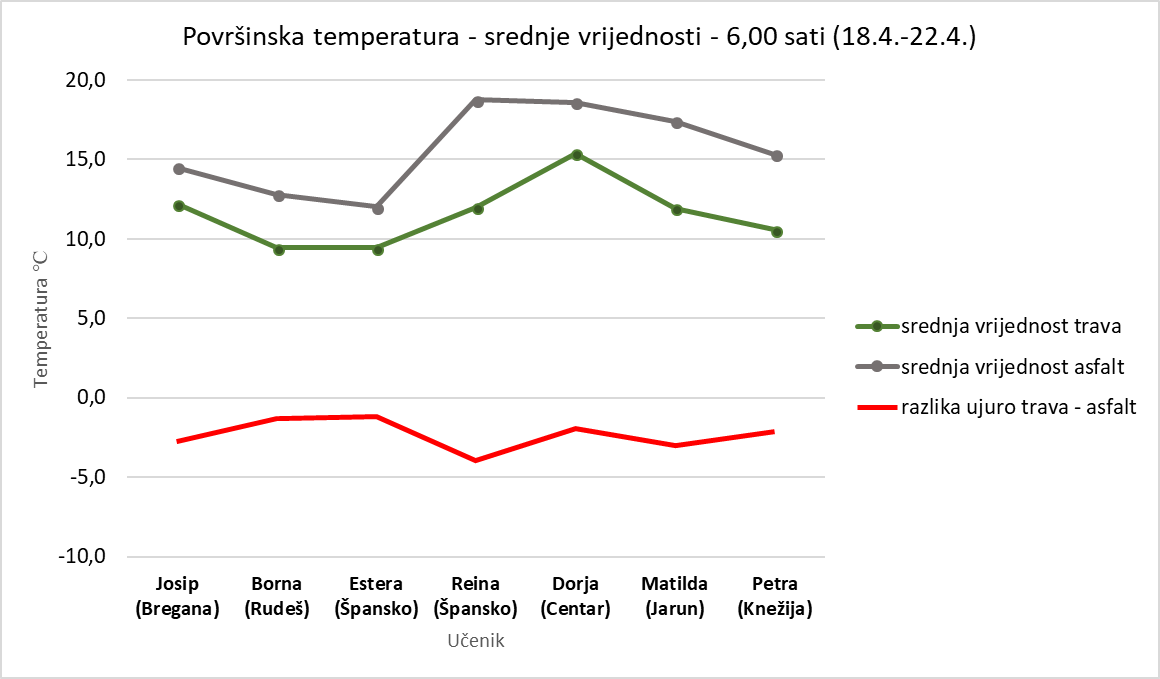 Površinska temperatura - srednje vrijednosti - 6,00 sati (18.4.-22.4.)
20,0
15,0
10,0
5,0
0,0
-5,0
-10,0
Temperatura °C
Josip (Bregana)
Borna (Rudeš)
Estera (Špansko)
Reina (Špansko)
Dorja (Centar)
Matilda (Jarun)
Petra (Knežija)
Učenik
srednja vrijednost trava
srednja vrijednost asfalt
razlika ujuro trava - asfalt